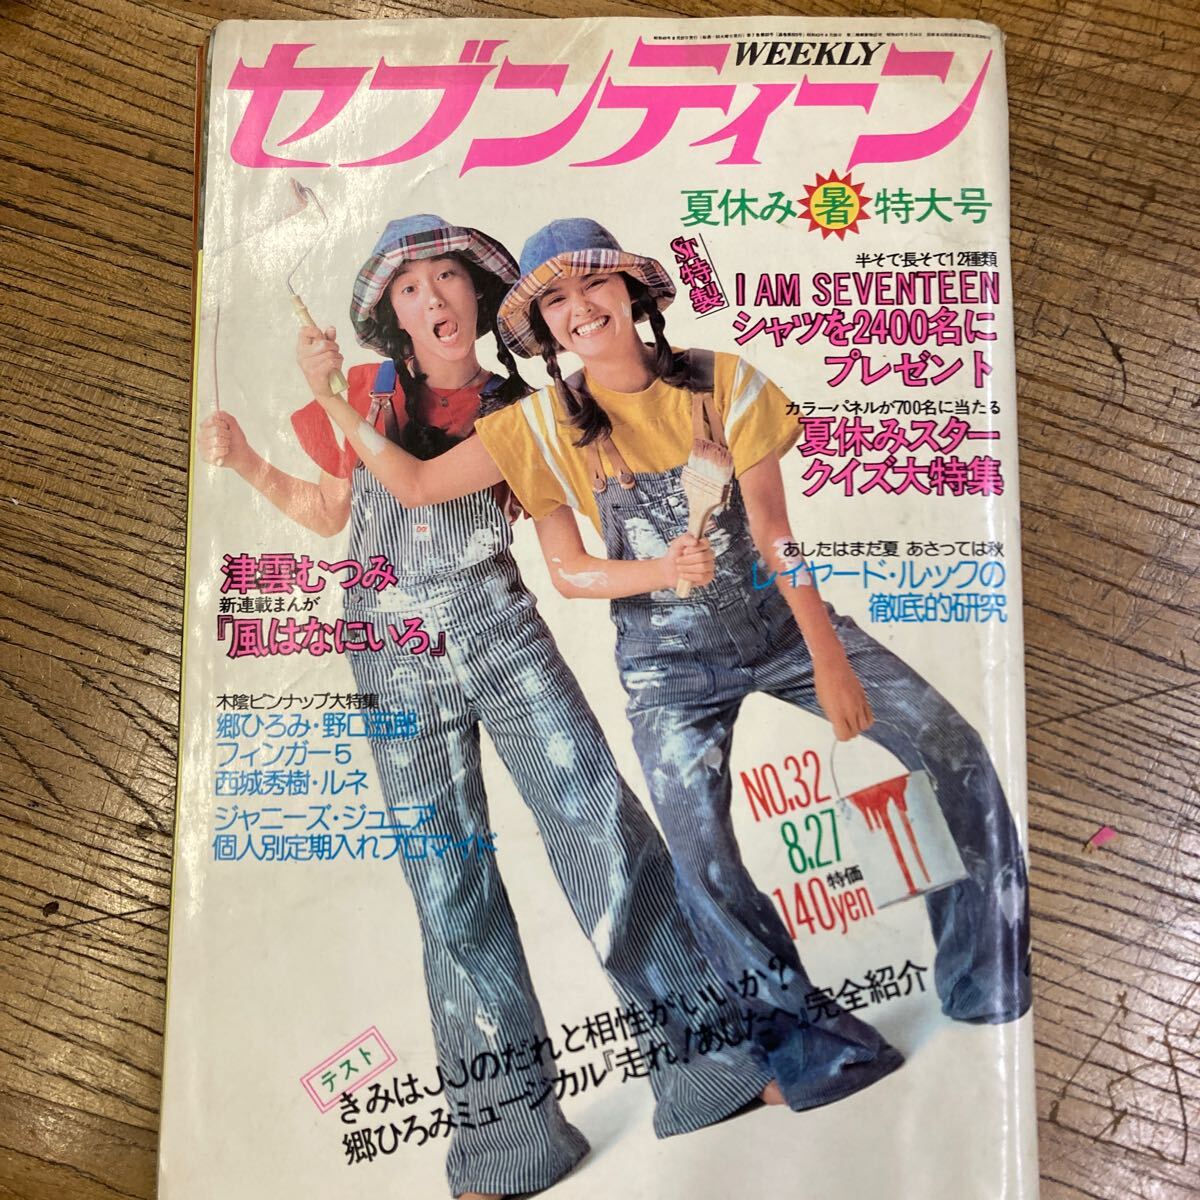 WEEKLY
セブンティーン
夏休み 暑 特大号
ST特製
半そで・長そで12種類
I AM SEVENTEEN
シャツを2400名に
プレゼント
カラーパネルが700名に当たる
夏休みスター
クイズ大特集
あしたはまだ夏 あさっては秋
レイヤード・ルックの
徹底的研究
津雲むつみ
新連載まんが
『風はなにいろ』
木陰ピンナップ大特集
郷ひろみ・野口五郎
フィンガー5
西城秀樹・ルネ
ジャニーズ・ジュニア
個人別定期入れブロマイド
NO.32
8.27
特価
140yen
テスト
きみはJJのだれと相性がいいか?
郷ひろみミュージカル『走れ!あしたへ』完全紹介